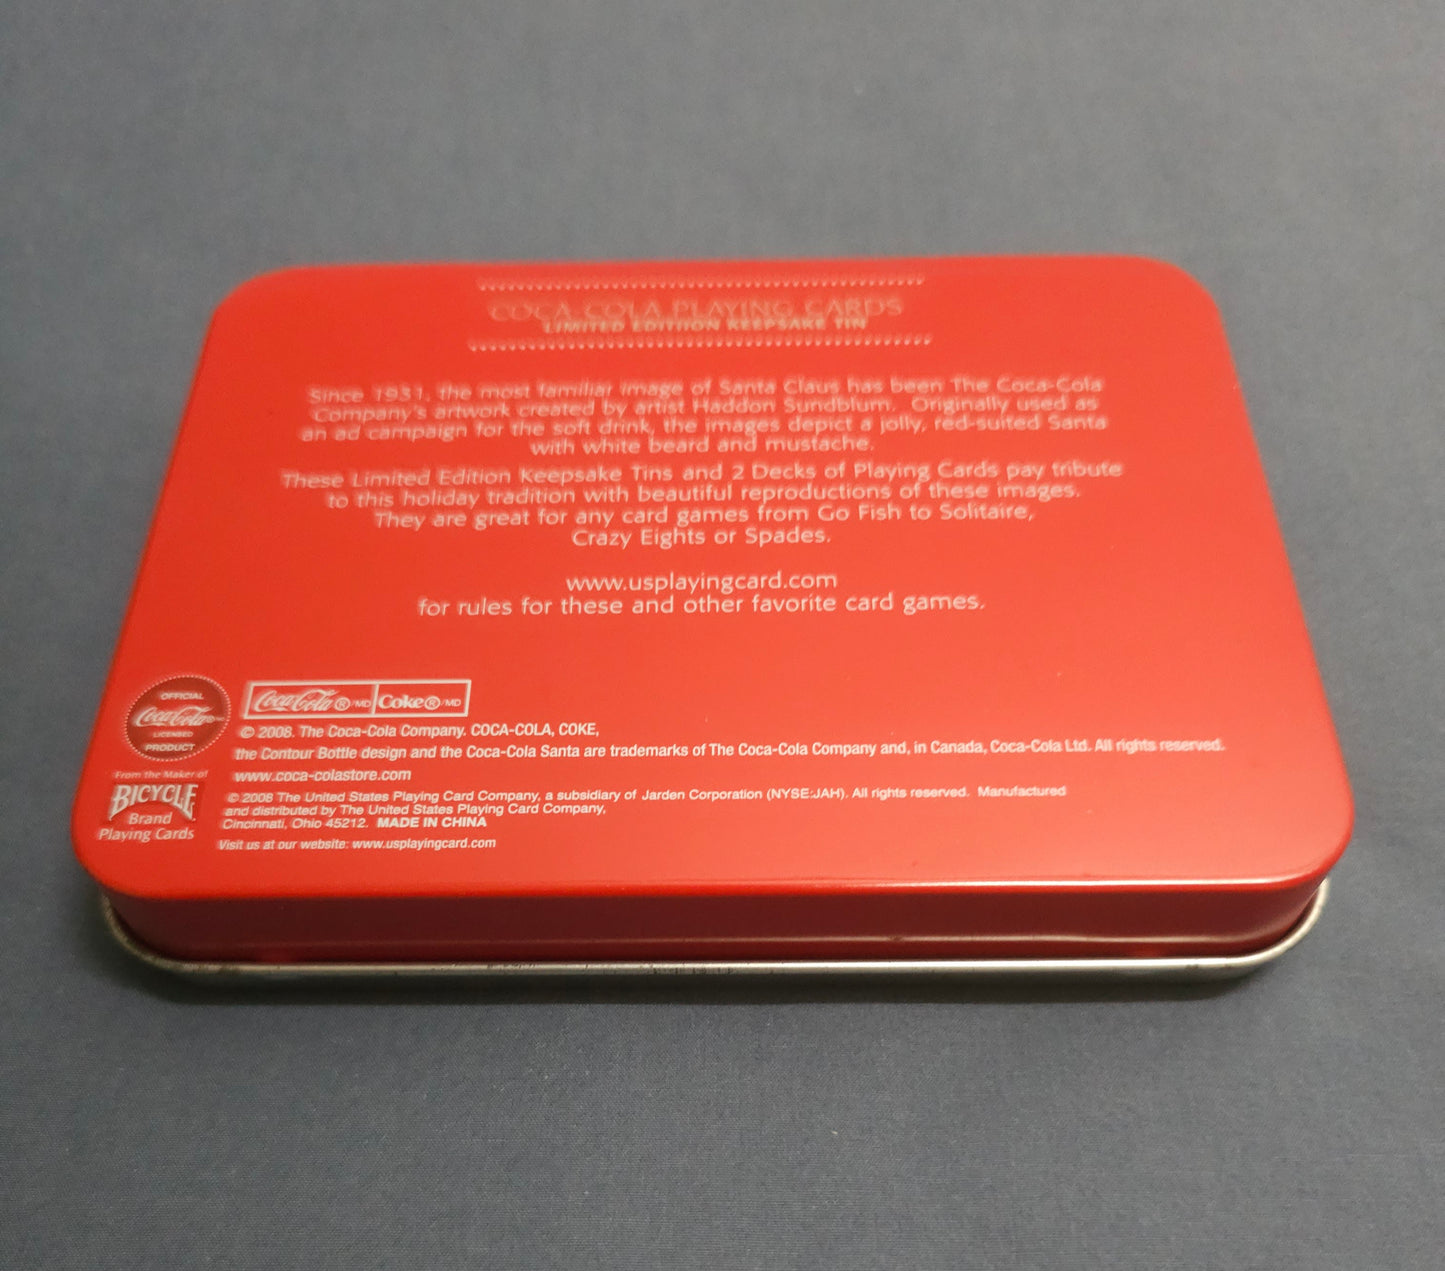 COCA-COLA PLAYING CARDS
LIMITED EDITION KEEPSAKE TIN
Since 1931, the most familiar image of Santa Claus has been The Coca-Cola
Company's artwork created by artist Haddon Sundblum. Originally used as
an ad campaign for the soft drink, the images depict a jolly, red-suited Santa
with white beard and mustache.
These Limited Edition Keepsake Tins and 2 Decks of Playing Cards pay tribute
to this holiday tradition with beautiful reproductions of these images.
They are great for any card games from Go Fish to Solitaire,
Crazy Eights or Spades.
www.usplayingcard.com
for rules for these and other favorite card games.
OFFICIAL
Coca-Cola®
LICENSED
PRODUCT
Coca-Cola®/MD Coke®/MD
© 2008. The Coca-Cola Company. COCA-COLA, COKE,
the Contour Bottle design and the Coca-Cola Santa are trademarks of The Coca-Cola Company and, in Canada, Coca-Cola Ltd. All rights reserved.
www.coca-colastore.com
From the Maker of
BICYCLE
Brand
Playing Cards
© 2008 The United States Playing Card Company, a subsidiary of Jarden Corporation (NYSE:JAH). All rights reserved. Manufactured
and distributed by The United States Playing Card Company,
Cincinnati, Ohio 45212. MADE IN CHINA
Visit us at our website: www.usplayingcard.com